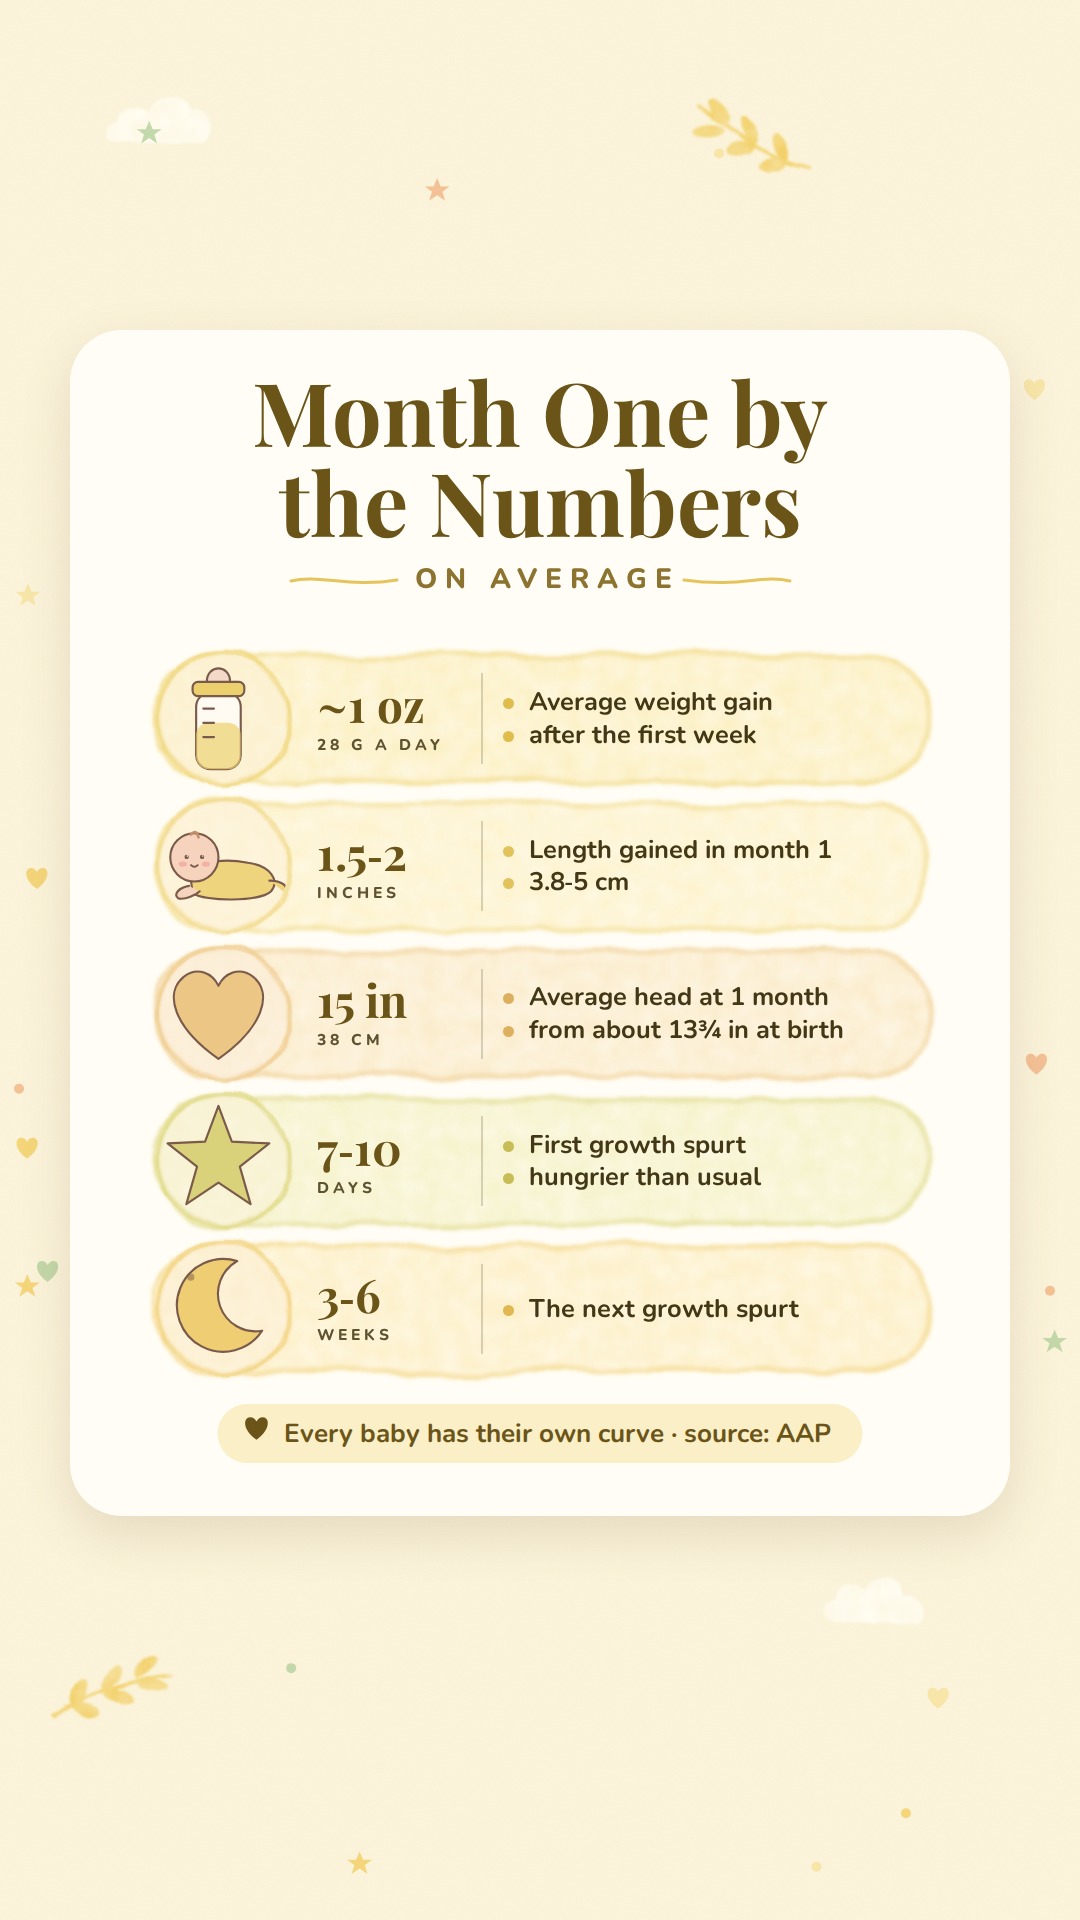 Month One by
the Numbers
ON AVERAGE
~1 oz
28 G A DAY
Average weight gain
after the first week
1.5-2
INCHES
Length gained in month 1
3.8-5 cm
15 in
38 CM
Average head at 1 month
from about 13¾ in at birth
7-10
DAYS
First growth spurt
hungrier than usual
3-6
WEEKS
The next growth spurt
Every baby has their own curve · source: AAP